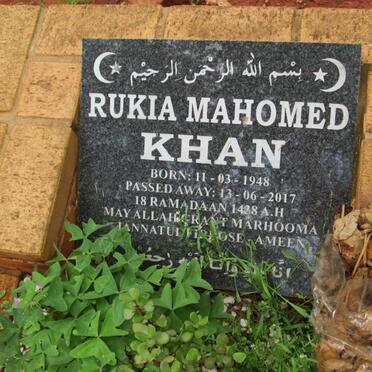 بسم الله الرحمن الرحيم
RUKIA MAHOMED
KHAN
BORN: 11-03-1948
PASSED AWAY: 13-06-2017
18 RAMADAAN 1438 A.H
MAY ALLAH GRANT MARHOOMA
JANNATUL FIRDOSE - AMEEN